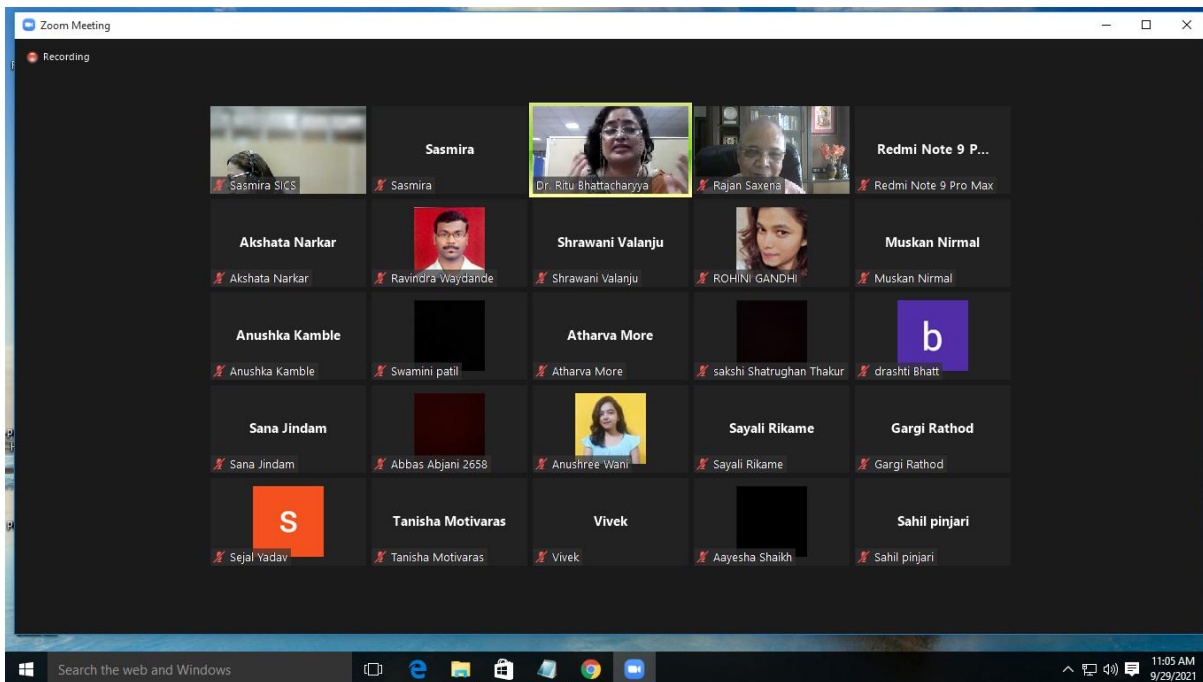 Zoom Meeting
Recording
Sasmira SICS
Sasmira
Sasmira
Dr. Ritu Bhattacharyya
Rajan Saxena
Redmi Note 9 P...
Redmi Note 9 Pro Max
Akshata Narkar
Akshata Narkar
Ravindra Waydande
Shrawani Valanju
Shrawani Valanju
ROHINI GANDHI
Muskan Nirmal
Muskan Nirmal
Anushka Kamble
Anushka Kamble
Swamini patil
Atharva More
Atharva More
sakshi Shatrughan Thakur
b
drashti Bhatt
Sana Jindam
Sana Jindam
Abbas Abjani 2658
Anushree Wani
Sayali Rikame
Sayali Rikame
Gargi Rathod
Gargi Rathod
S
Sejal Yadav
Tanisha Motivaras
Tanisha Motivaras
Vivek
Vivek
Aayesha Shaikh
Sahil pinjari
Sahil pinjari
Search the web and Windows
11:05 AM
9/29/2021